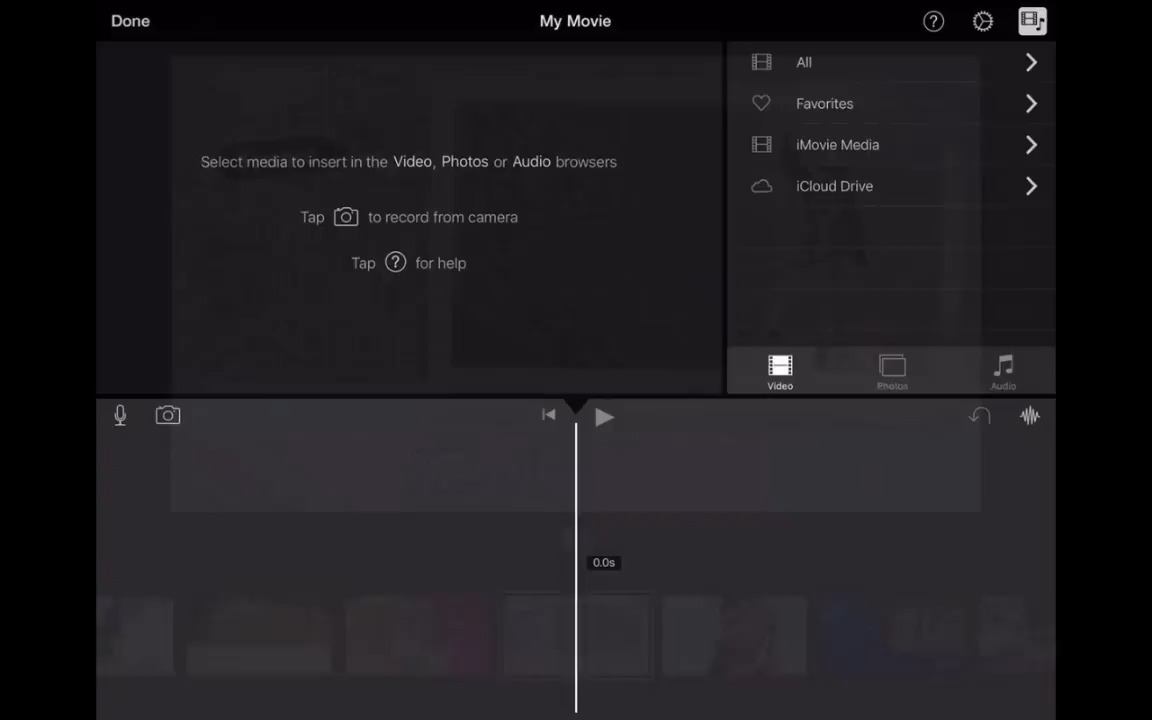 Done
My Movie
?
All
Favorites
iMovie Media
iCloud Drive
Select media to insert in the Video, Photos or Audio browsers
Tap to record from camera
Tap ? for help
Video
Photos
Audio
0.0s